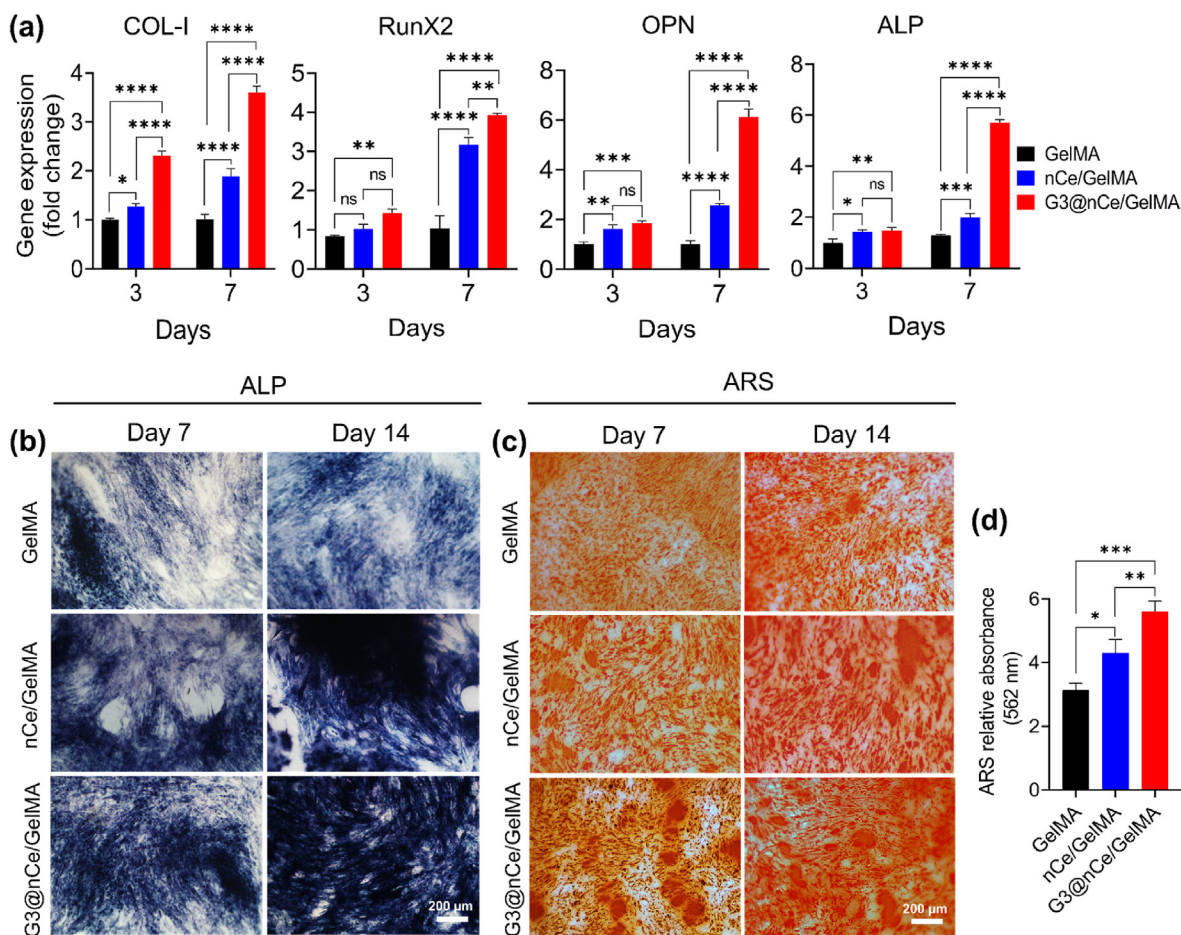 (a)
COL-I
RunX2
OPN
ALP
Gene expression
(fold change)
****
****
****
****
*
****
4
3
2
1
0
3
7
Days
**
ns
ns
****
**
****
5
4
3
2
1
0
3
7
Days
***
ns
**
****
****
****
8
6
4
2
0
3
7
Days
**
ns
*
****
****
***
8
6
4
2
0
3
7
Days
GelMA
nCe/GelMA
G3@nCe/GelMA
ALP
ARS
(b)
Day 7
Day 14
(c)
Day 7
Day 14
GelMA
nCe/GelMA
G3@nCe/GelMA
200 µm
GelMA
nCe/GelMA
G3@nCe/GelMA
200 µm
(d)
***
**
*
ARS relative absorbance
(562 nm)
6
4
2
0
GelMA
nCe/GelMA
G3@nCe/GelMA